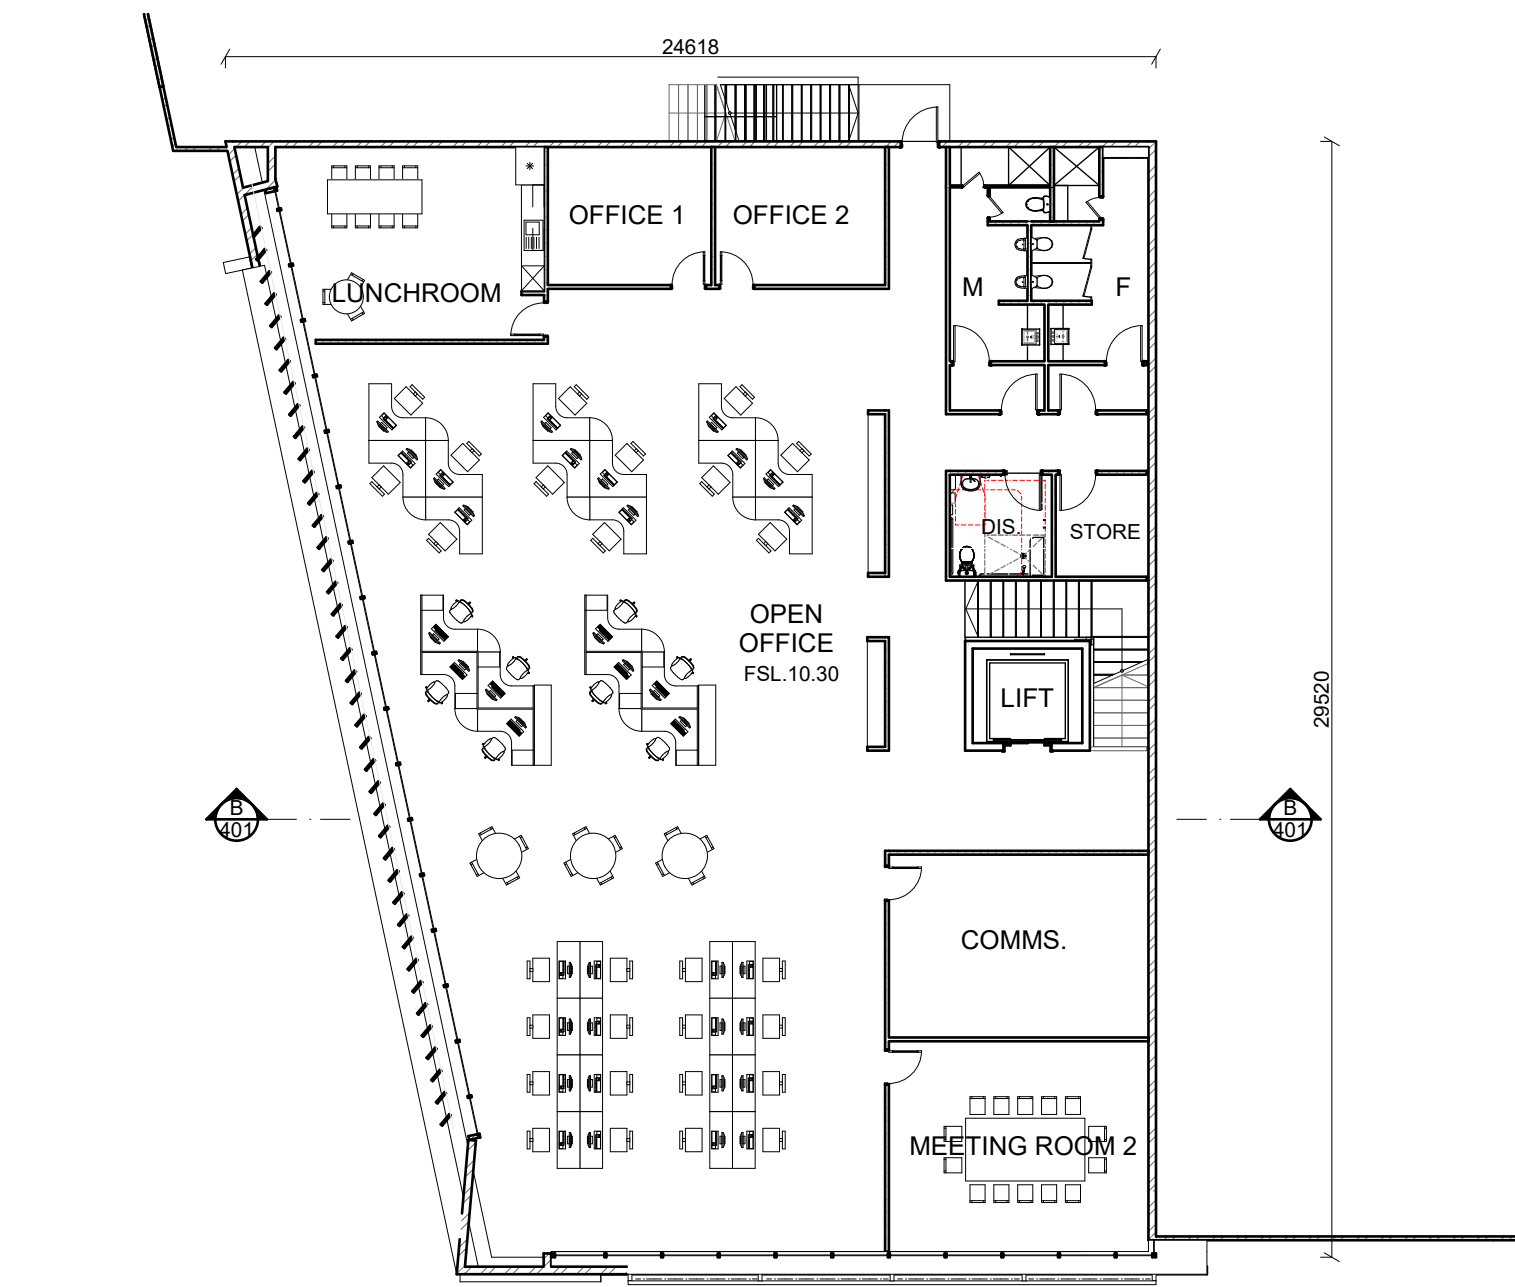 24618
OFFICE 1
OFFICE 2
LUNCHROOM
M
F
DIS.
STORE
OPEN
OFFICE
FSL.10.30
LIFT
29520
B
401
B
401
COMMS.
MEETING ROOM 2